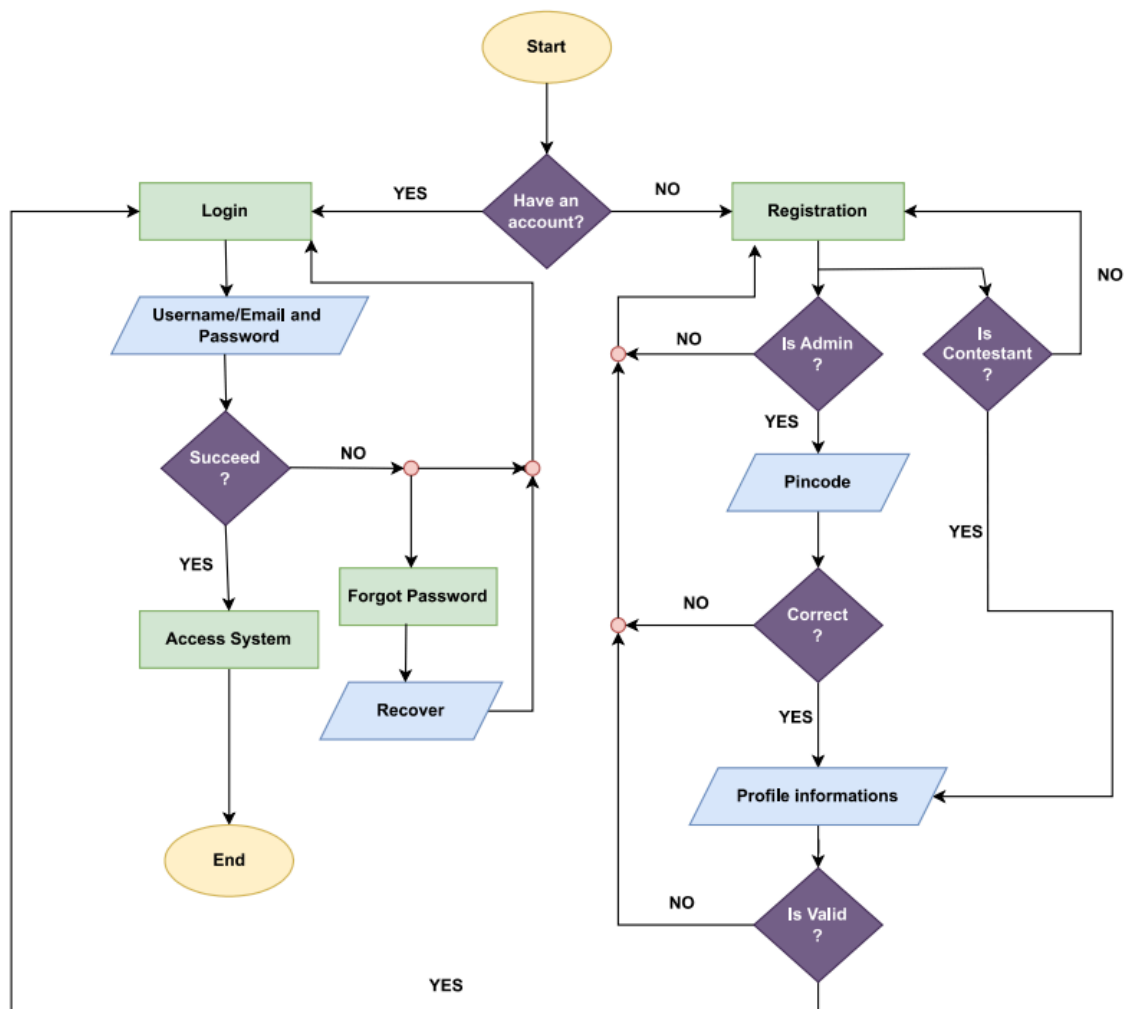 Start
YES
Have an
account?
NO
Login
Registration
NO
Username/Email and
Password
NO
Is Admin
?
Is
Contestant
?
YES
Succeed
?
NO
Pincode
YES
YES
Forgot Password
NO
Correct
?
Access System
Recover
YES
Profile informations
End
NO
Is Valid
?
YES